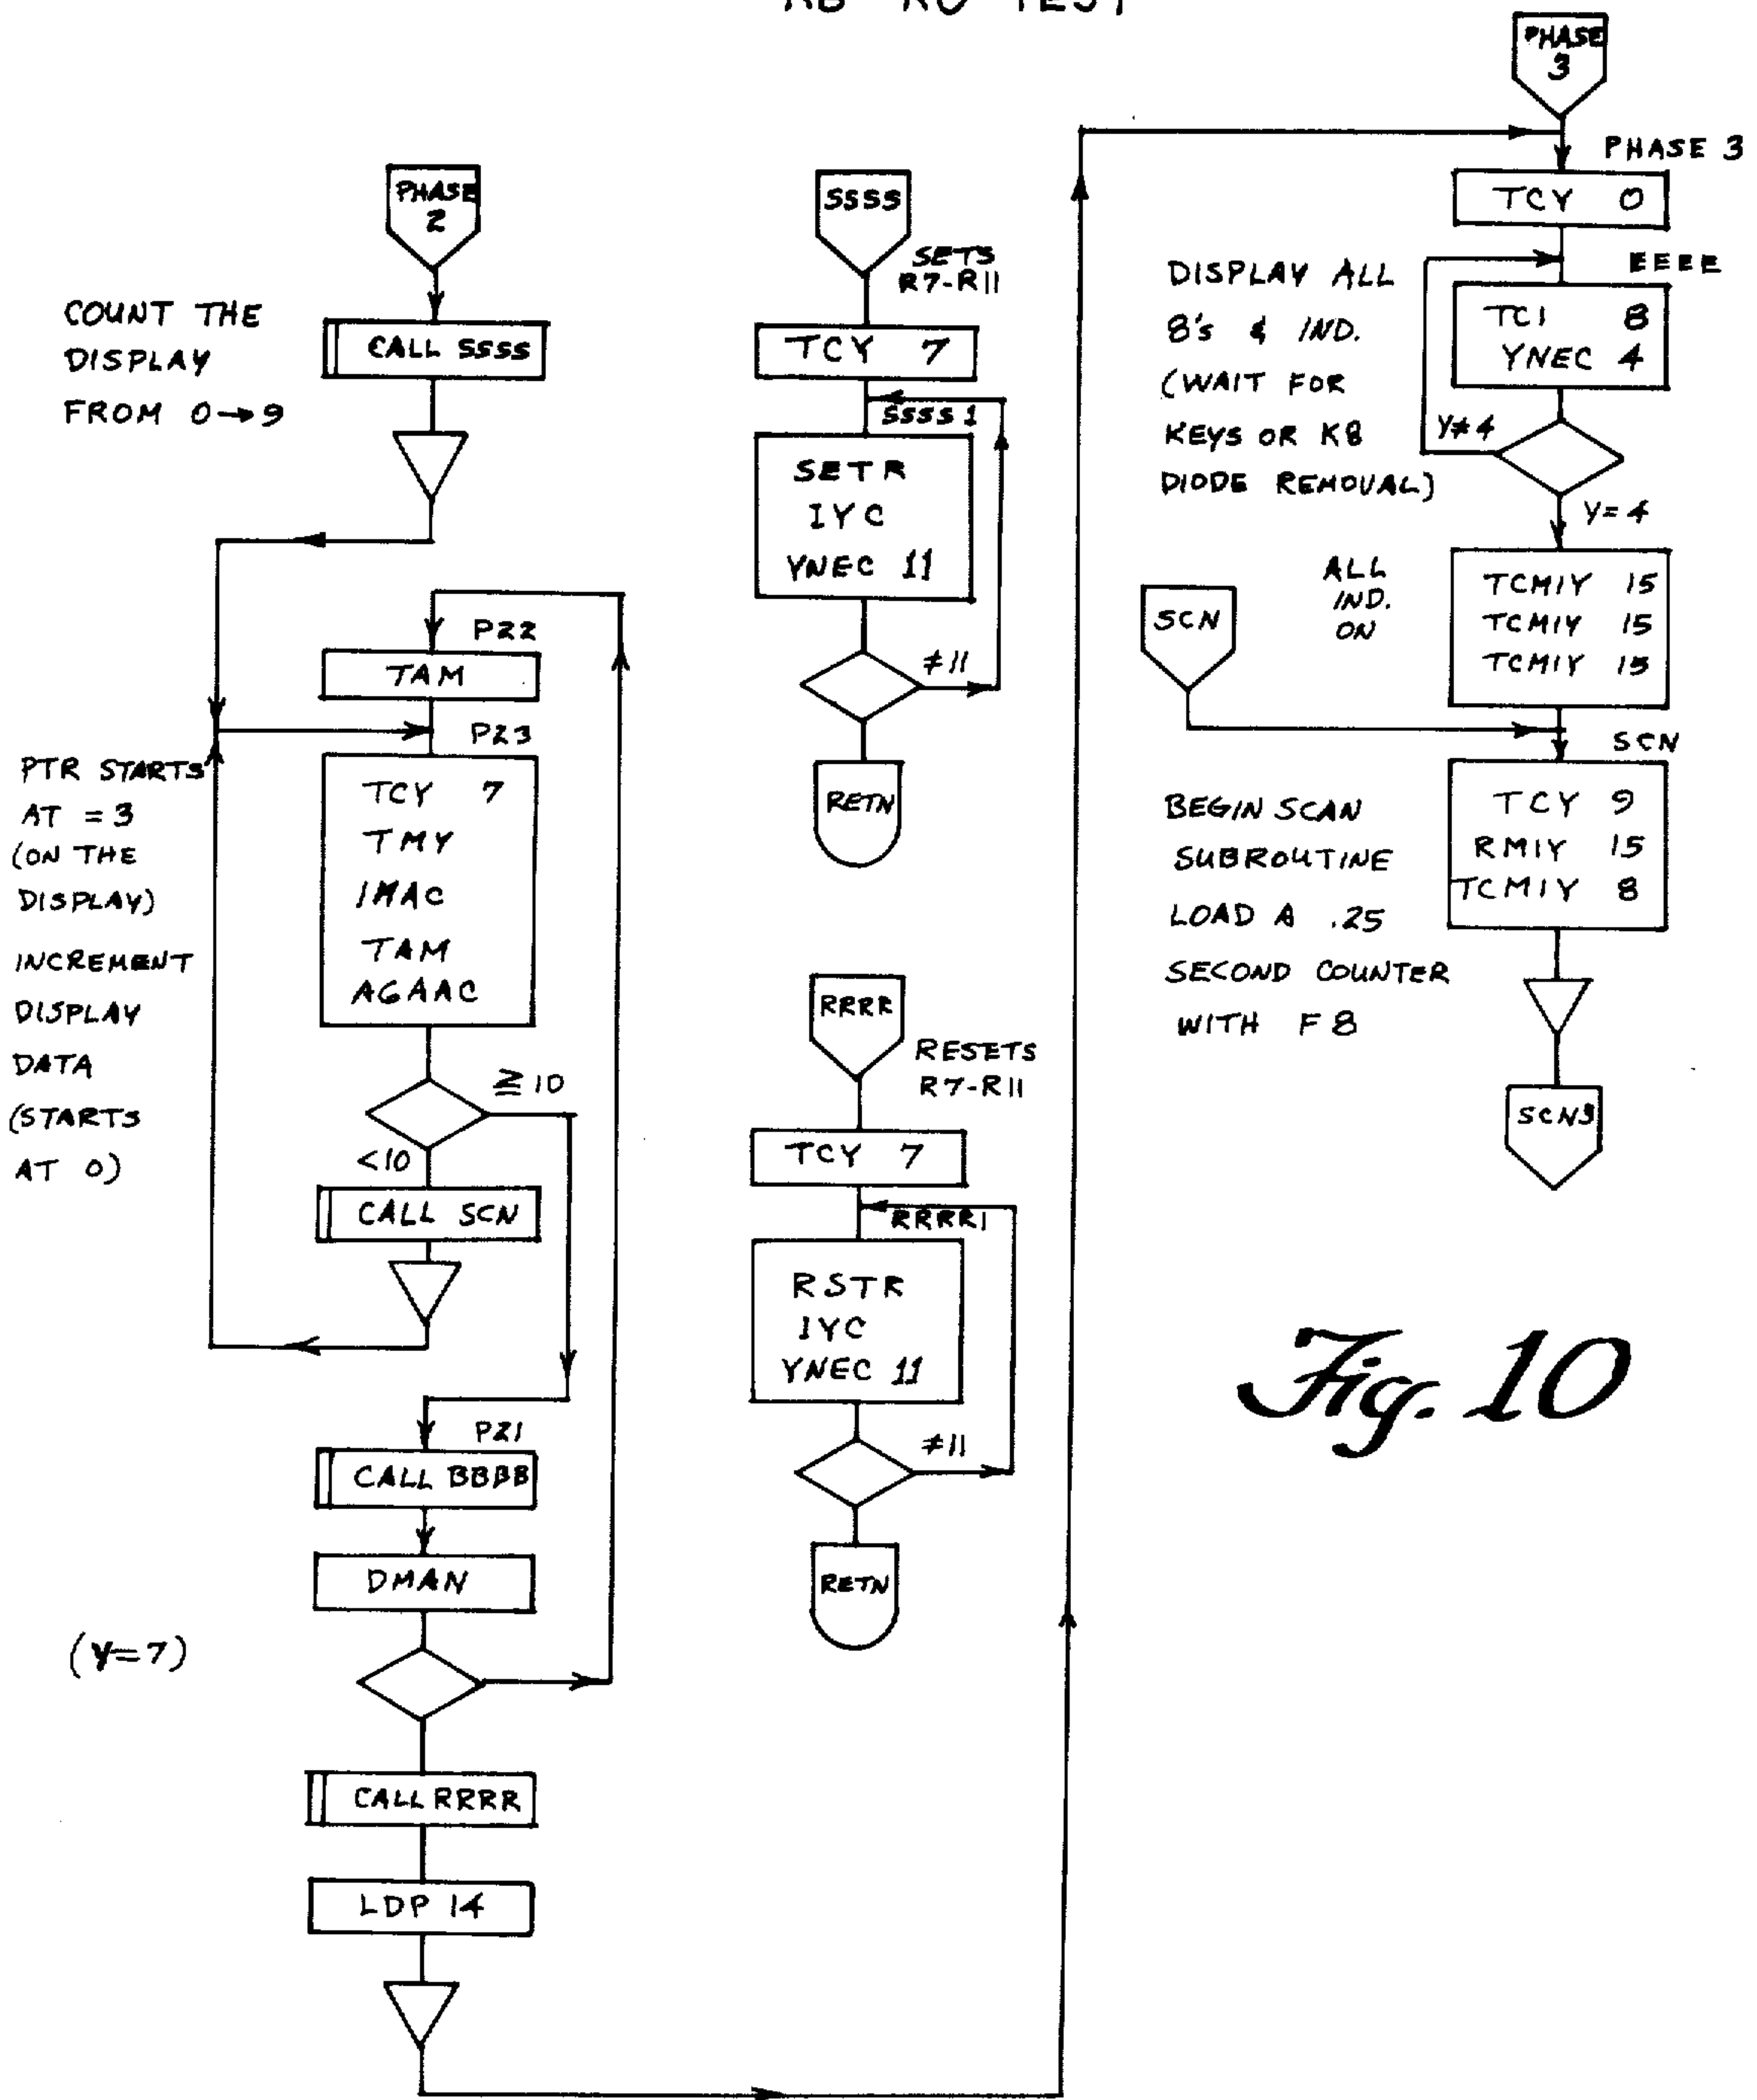 PHASE
2
COUNT THE
DISPLAY
FROM 0→9
CALL SSSS
P22
TAM
P23
PTR STARTS
AT = 3
(ON THE
DISPLAY)
INCREMENT
DISPLAY
DATA
(STARTS
AT 0)
TCY 7
TMY
IMAC
TAM
AGAAC
≧10
<10
CALL SCN
P21
CALL BBBB
DMAN
(Y=7)
CALL RRRR
LDP 14
SSSS
SETS
R7-R11
TCY 7
SSSS1
SETR
IYC
YNEC 11
≠11
RETN
RRRR
RESETS
R7-R11
TCY 7
RRRR1
RSTR
IYC
YNEC 11
≠11
RETN
PHASE
3
PHASE 3
TCY 0
EEEE
DISPLAY ALL
8's & IND.
(WAIT FOR
KEYS OR K8
DIODE REMOVAL)
TCI 8
YNEC 4
Y≠4
Y=4
ALL
IND.
ON
TCMIY 15
TCMIY 15
TCMIY 15
SCN
SCN
BEGIN SCAN
SUBROUTINE
LOAD A .25
SECOND COUNTER
WITH F8
TCY 9
RMIY 15
TCMIY 8
Fig. 10